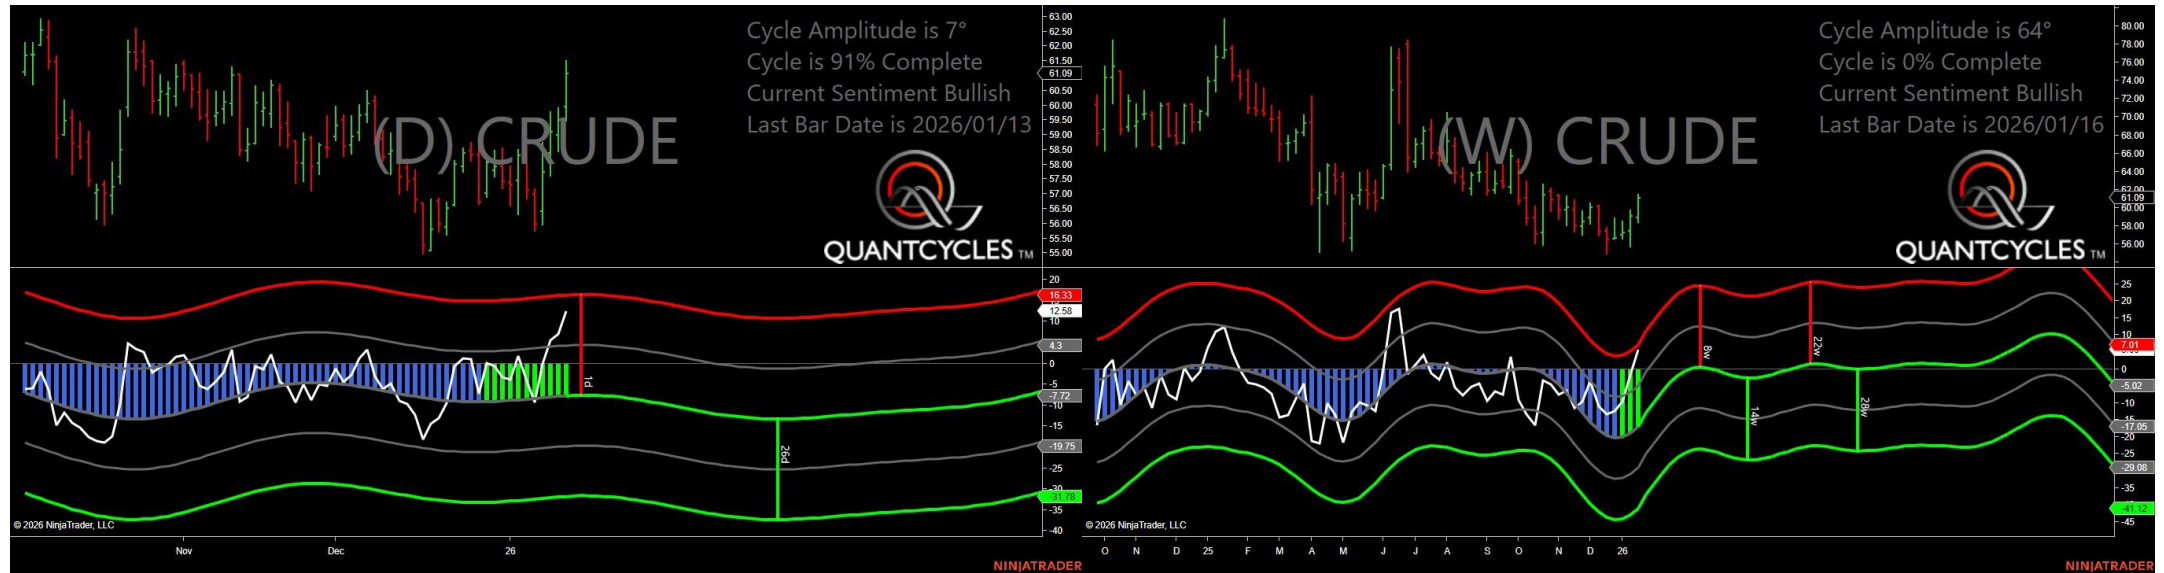 Cycle Amplitude is 7°
Cycle is 91% Complete
Current Sentiment Bullish
Last Bar Date is 2026/01/13
(D) CRUDE
QUANTCYCLES TM
63.00
62.50
62.00
61.50
61.09
60.50
60.00
59.50
59.00
58.50
58.00
57.50
57.00
56.50
56.00
55.50
55.00
20
16.33
12.58
10
4.3
0
-5
-7.72
-10
-15
-19.75
-25
-31.78
-35
-40
1d
26d
© 2026 NinjaTrader, LLC
Nov
Dec
26
NINJATRADER
Cycle Amplitude is 64°
Cycle is 0% Complete
Current Sentiment Bullish
Last Bar Date is 2026/01/16
(W) CRUDE
QUANTCYCLES TM
80.00
78.00
76.00
74.00
72.00
70.00
68.00
66.00
64.00
62.00
61.09
60.00
58.00
56.00
25
20
15
10
7.01
0
-5.02
-10
-15
-17.05
-20
-25
-29.08
-35
-41.12
-45
8w
14w
22w
28w
© 2026 NinjaTrader, LLC
O N D 25 F M A M J J A S O N D 26
NINJATRADER